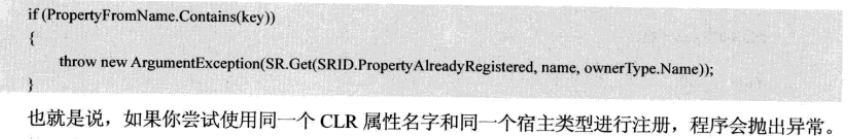 if (PropertyFromName.Contains(key))
{
throw new ArgumentException(SR.Get(SRID.PropertyAlreadyRegistered, name, ownerType.Name));
}
也就是说，如果你尝试使用同一个 CLR 属性名字和同一个宿主类型进行注册，程序会抛出异常。